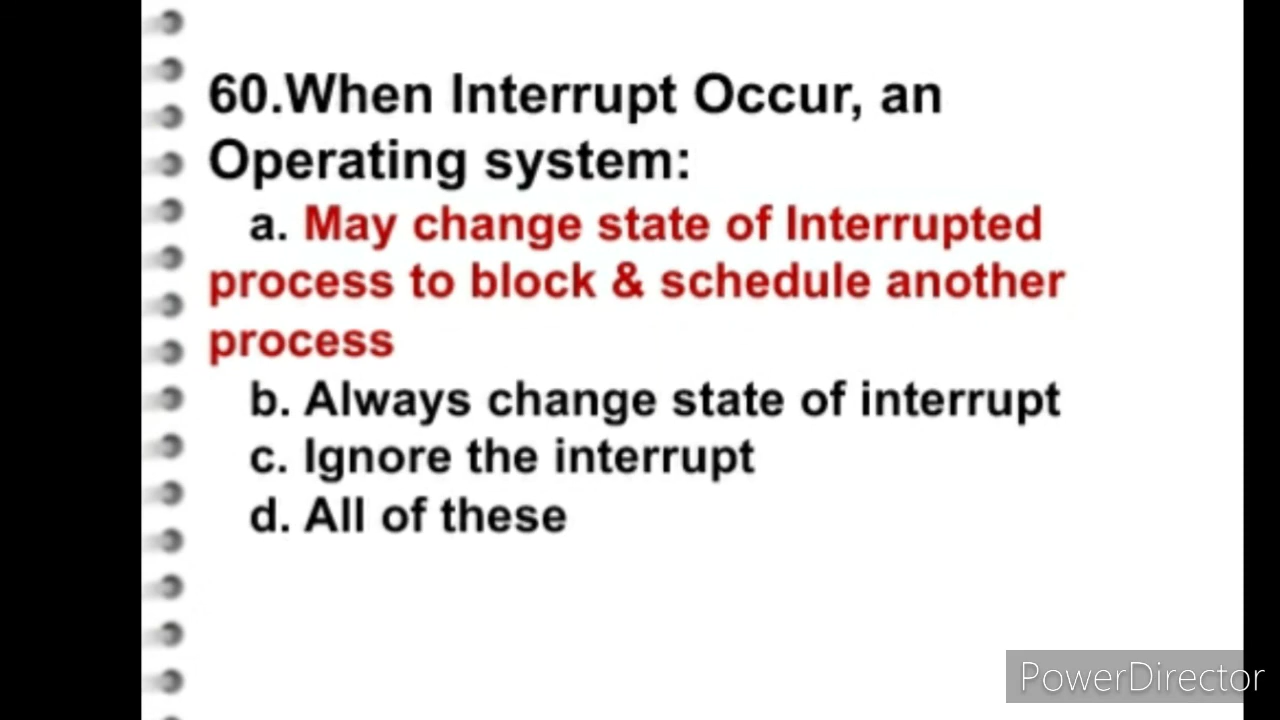 60.When Interrupt Occur, an
Operating system:
a. May change state of Interrupted
process to block & schedule another
process
b. Always change state of interrupt
c. Ignore the interrupt
d. All of these
PowerDirector